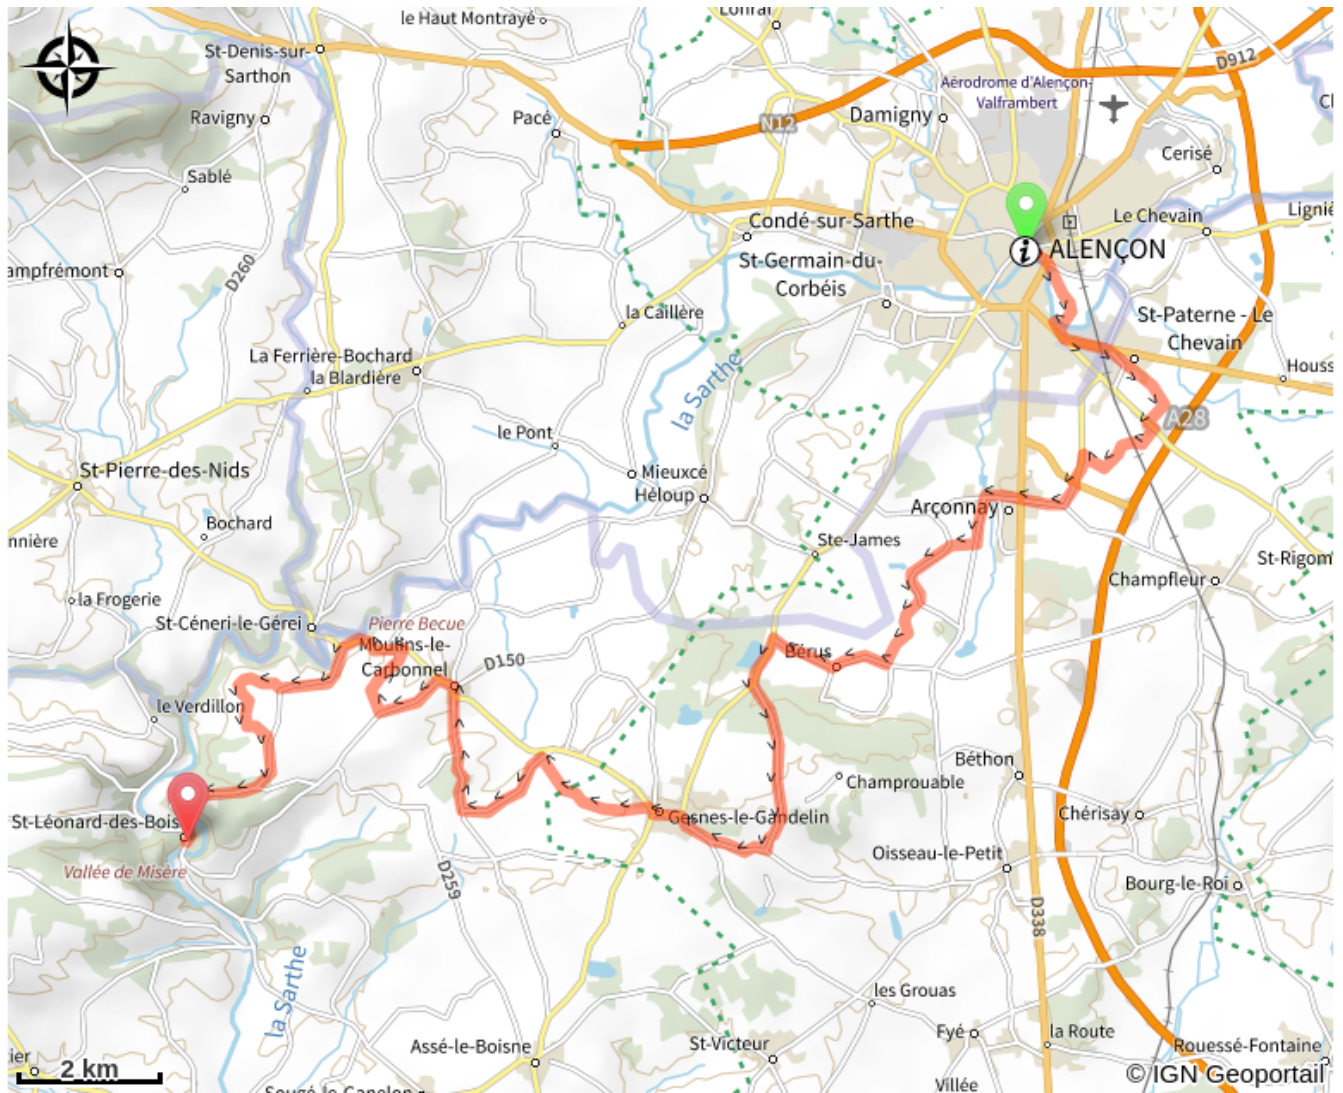 le Haut Montrayé
Lonrai
St-Denis-sur-
Sarthon
D912
Aérodrome d'Alençon-
Valframbert
Ravigny
Pacé
N12
Damigny
Cerisé
Sablé
Condé-sur-Sarthe
Le Chevain
ALENÇON
St-Germain-du-
Corbéis
ampfrémont
D260
la Caillère
St-Paterne - Le
Chevain
La Ferrière-Bochard
la Blardière
la Sarthe
Houss
A28
le Pont
St-Pierre-des-Nids
Mieuxcé
Héloup
Arçonnay
Bochard
nnière
Ste-James
St-Rigom
Champfleur
la Frogerie
St-Céneri-le-Gérei
Pierre Becue
Moulins-le-
Carbonnel
D150
Bérus
le Verdillon
Béthon
Champrouable
Chérisay
St-Léonard-des-Bois
Gesnes-le-Gandelin
Vallée de Misère
Oisseau-le-Petit
D259
Bourg-le-Roi
D338
la Sarthe
les Grouas
Fyé
la Route
Assé-le-Boisne
St-Victeur
Rouessé-Fontaine
ier
2 km
© IGN Geoportail
Villée